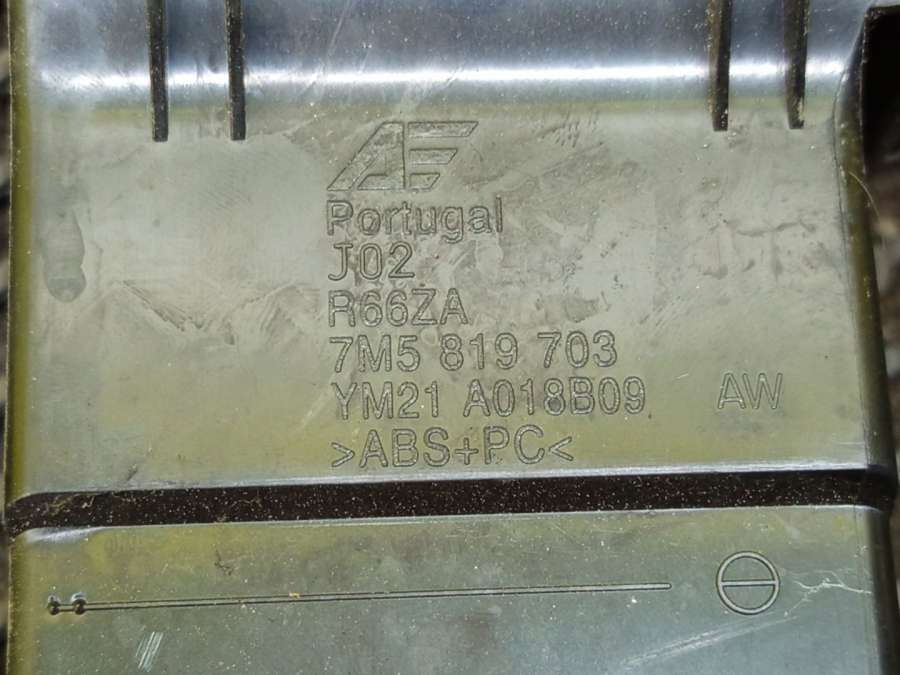 AE
Portugal
J02
R66ZA
7M5 819 703
YM21 A018B09 AW
>ABS+PC<